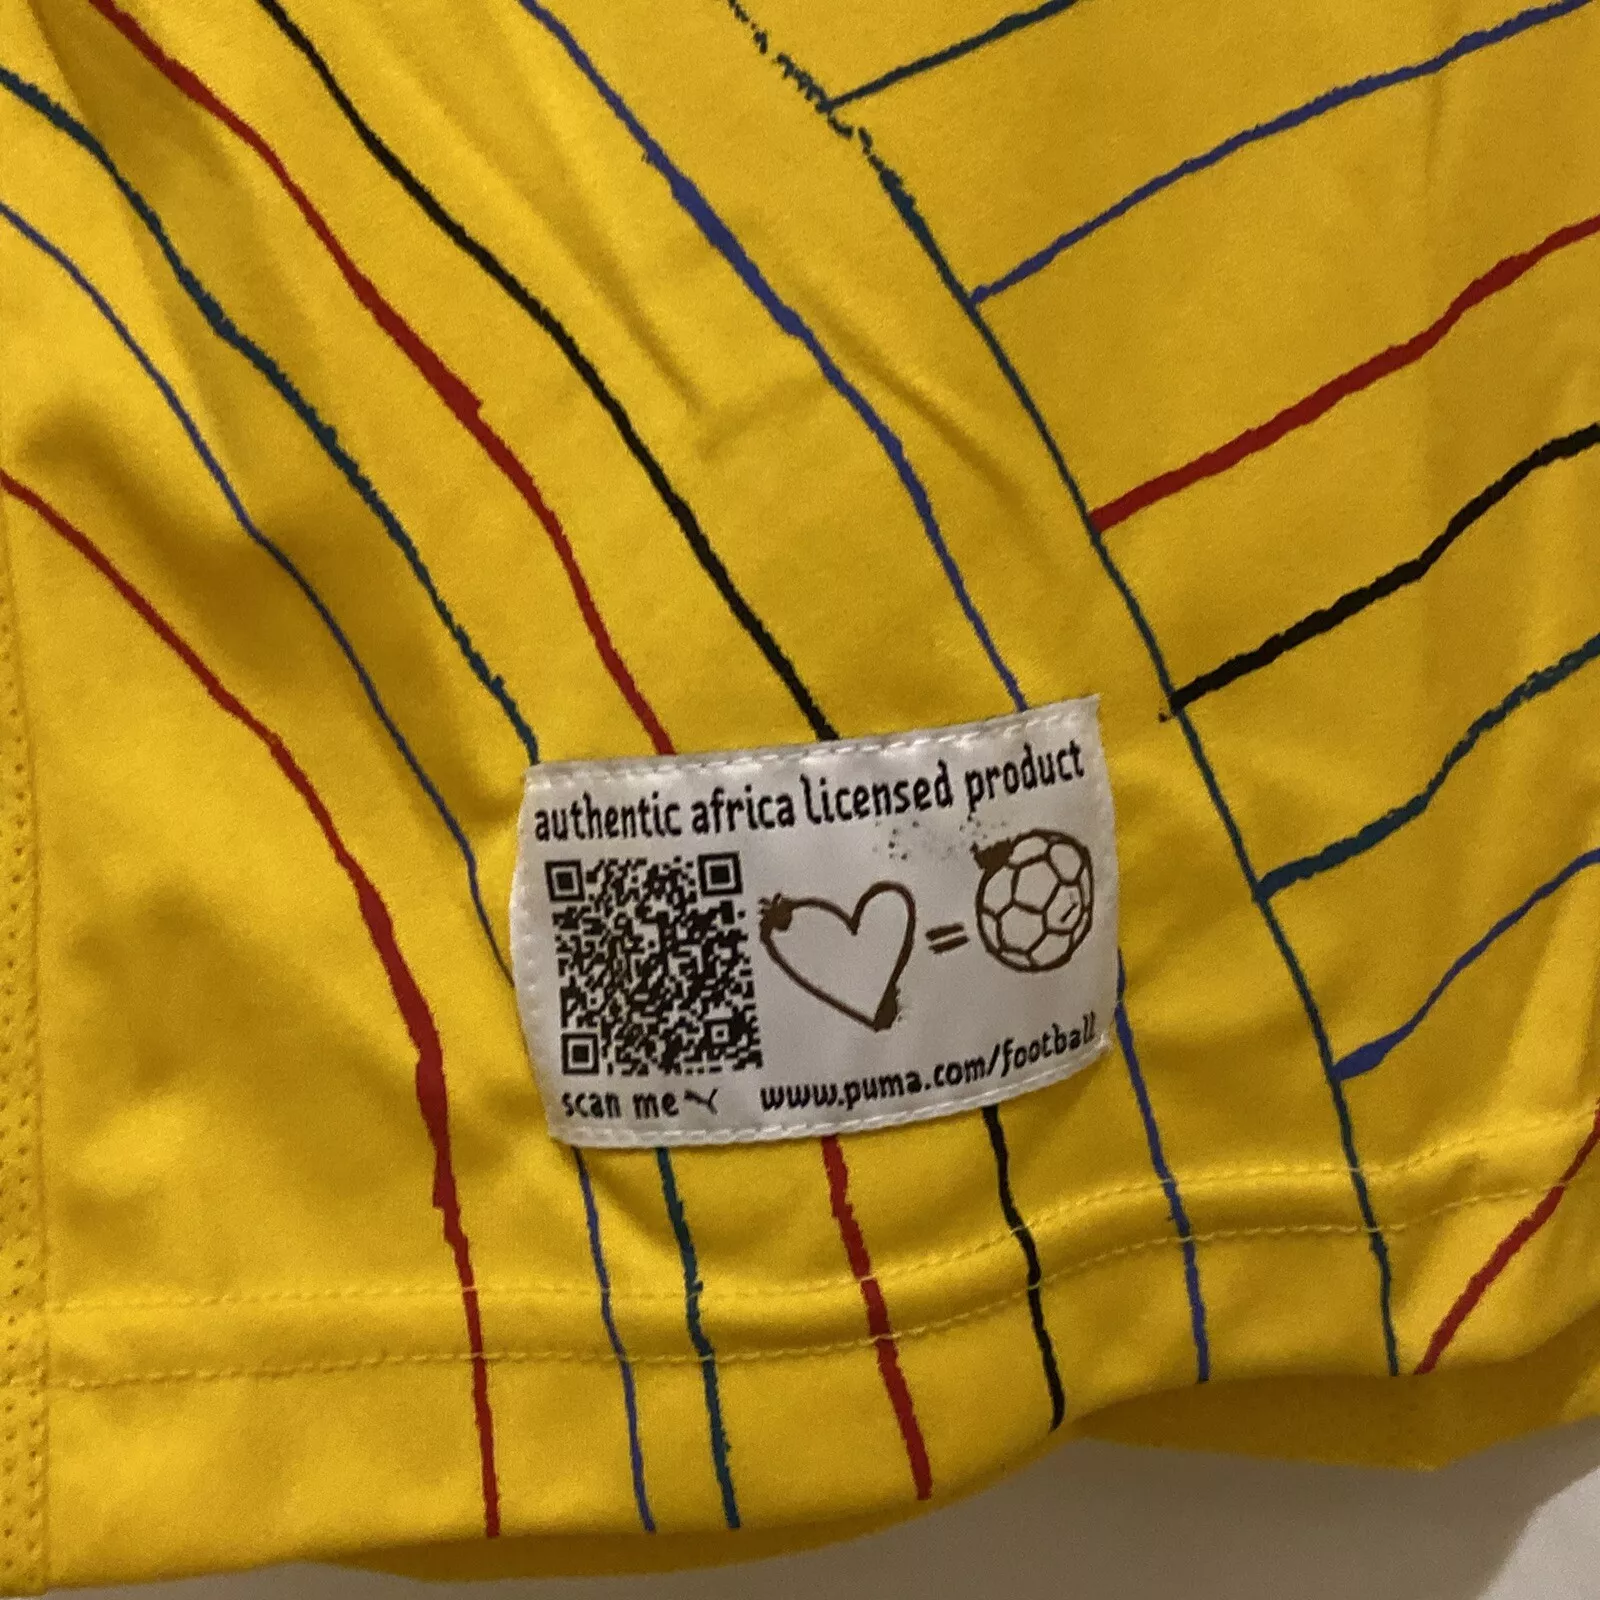 authentic africa licensed product
=
scan me
www.puma.com/football